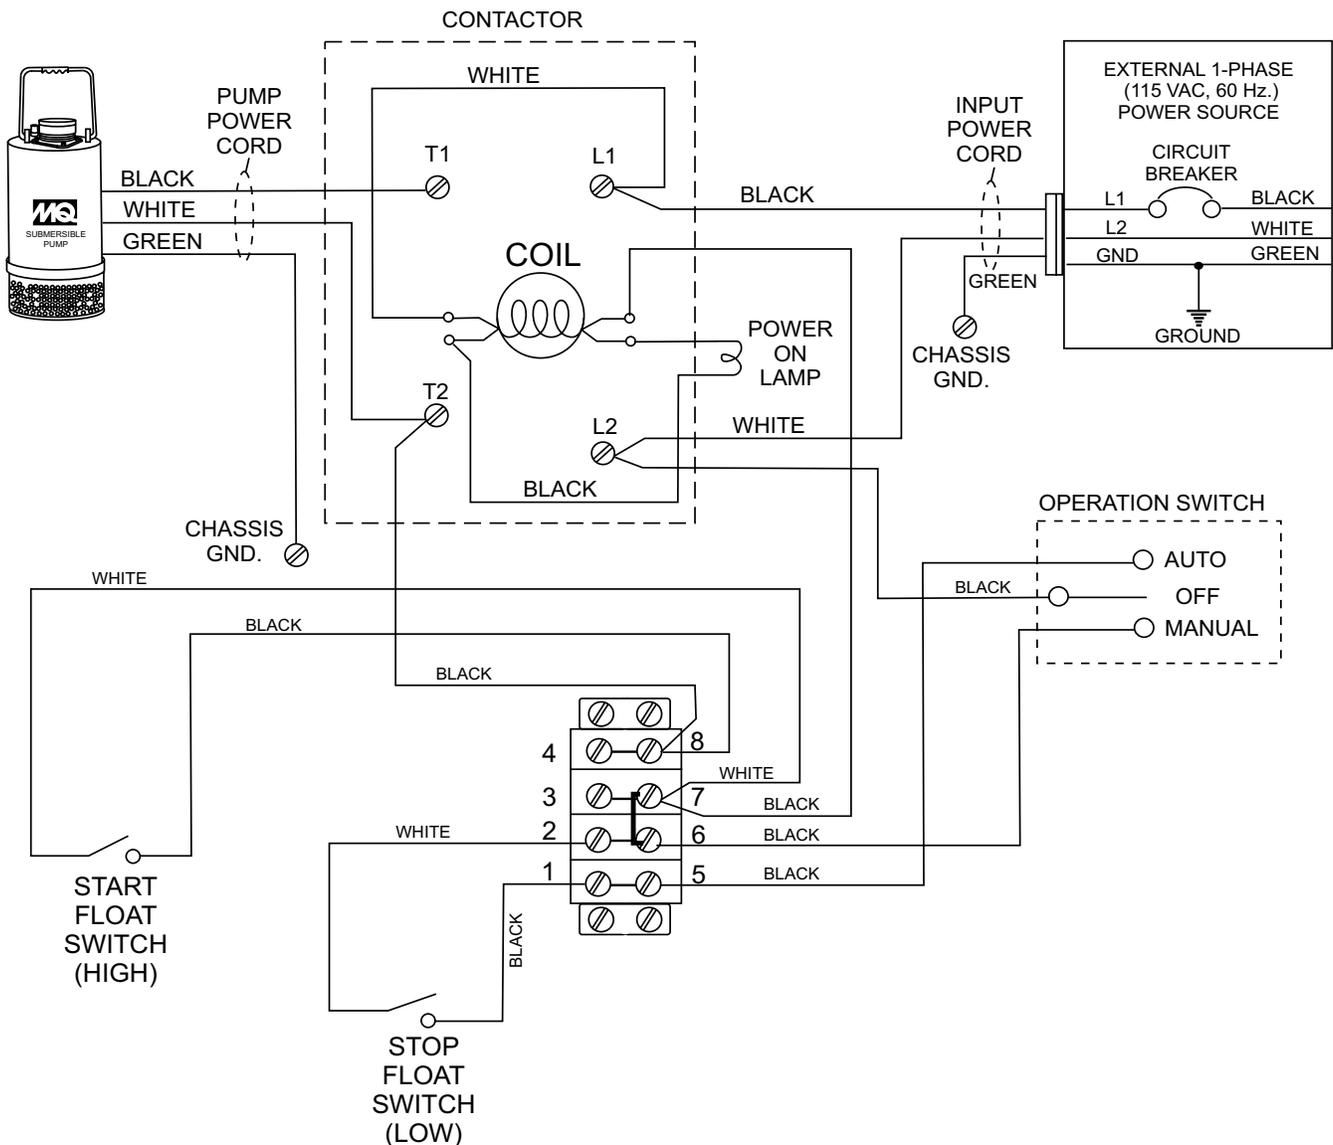 CONTACTOR
WHITE
PUMP
POWER
CORD
T1
L1
BLACK
WHITE
GREEN
MQ
SUBMERSIBLE
PUMP
BLACK
INPUT
POWER
CORD
EXTERNAL 1-PHASE
(115 VAC, 60 Hz.)
POWER SOURCE
CIRCUIT
BREAKER
L1
BLACK
L2
WHITE
GND
GREEN
GREEN
GROUND
CHASSIS
GND.
COIL
POWER
ON
LAMP
T2
L2
WHITE
BLACK
CHASSIS
GND.
OPERATION SWITCH
AUTO
BLACK
OFF
MANUAL
WHITE
BLACK
BLACK
4
8
WHITE
3
7
BLACK
WHITE
2
6
BLACK
1
5
BLACK
BLACK
START
FLOAT
SWITCH
(HIGH)
STOP
FLOAT
SWITCH
(LOW)